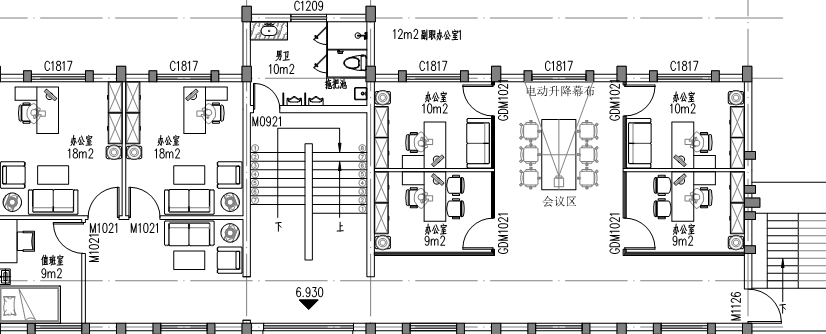 C1209
12m2 副职办公室1
男卫
10m2
C1817
C1817
C1817
C1817
C1817
拖把池
电动升降幕布
M0921
GDM1021
GDM1021
办公室
18m2
办公室
18m2
办公室
10m2
办公室
10m2
会议区
下
上
M1021
M1021
M1021
GDM1021
GDM1021
办公室
9m2
办公室
9m2
值班室
9m2
6.930
M1126
下